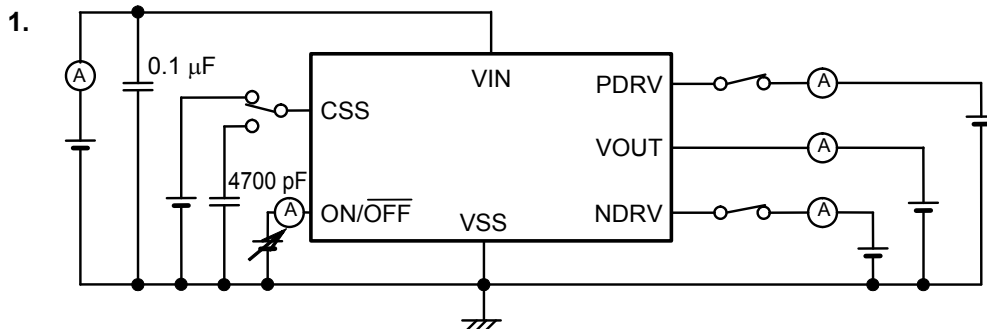 1.
A
0.1 μF
VIN
PDRV
A
CSS
VOUT
A
4700 pF
A
ON/OFF
VSS
NDRV
A